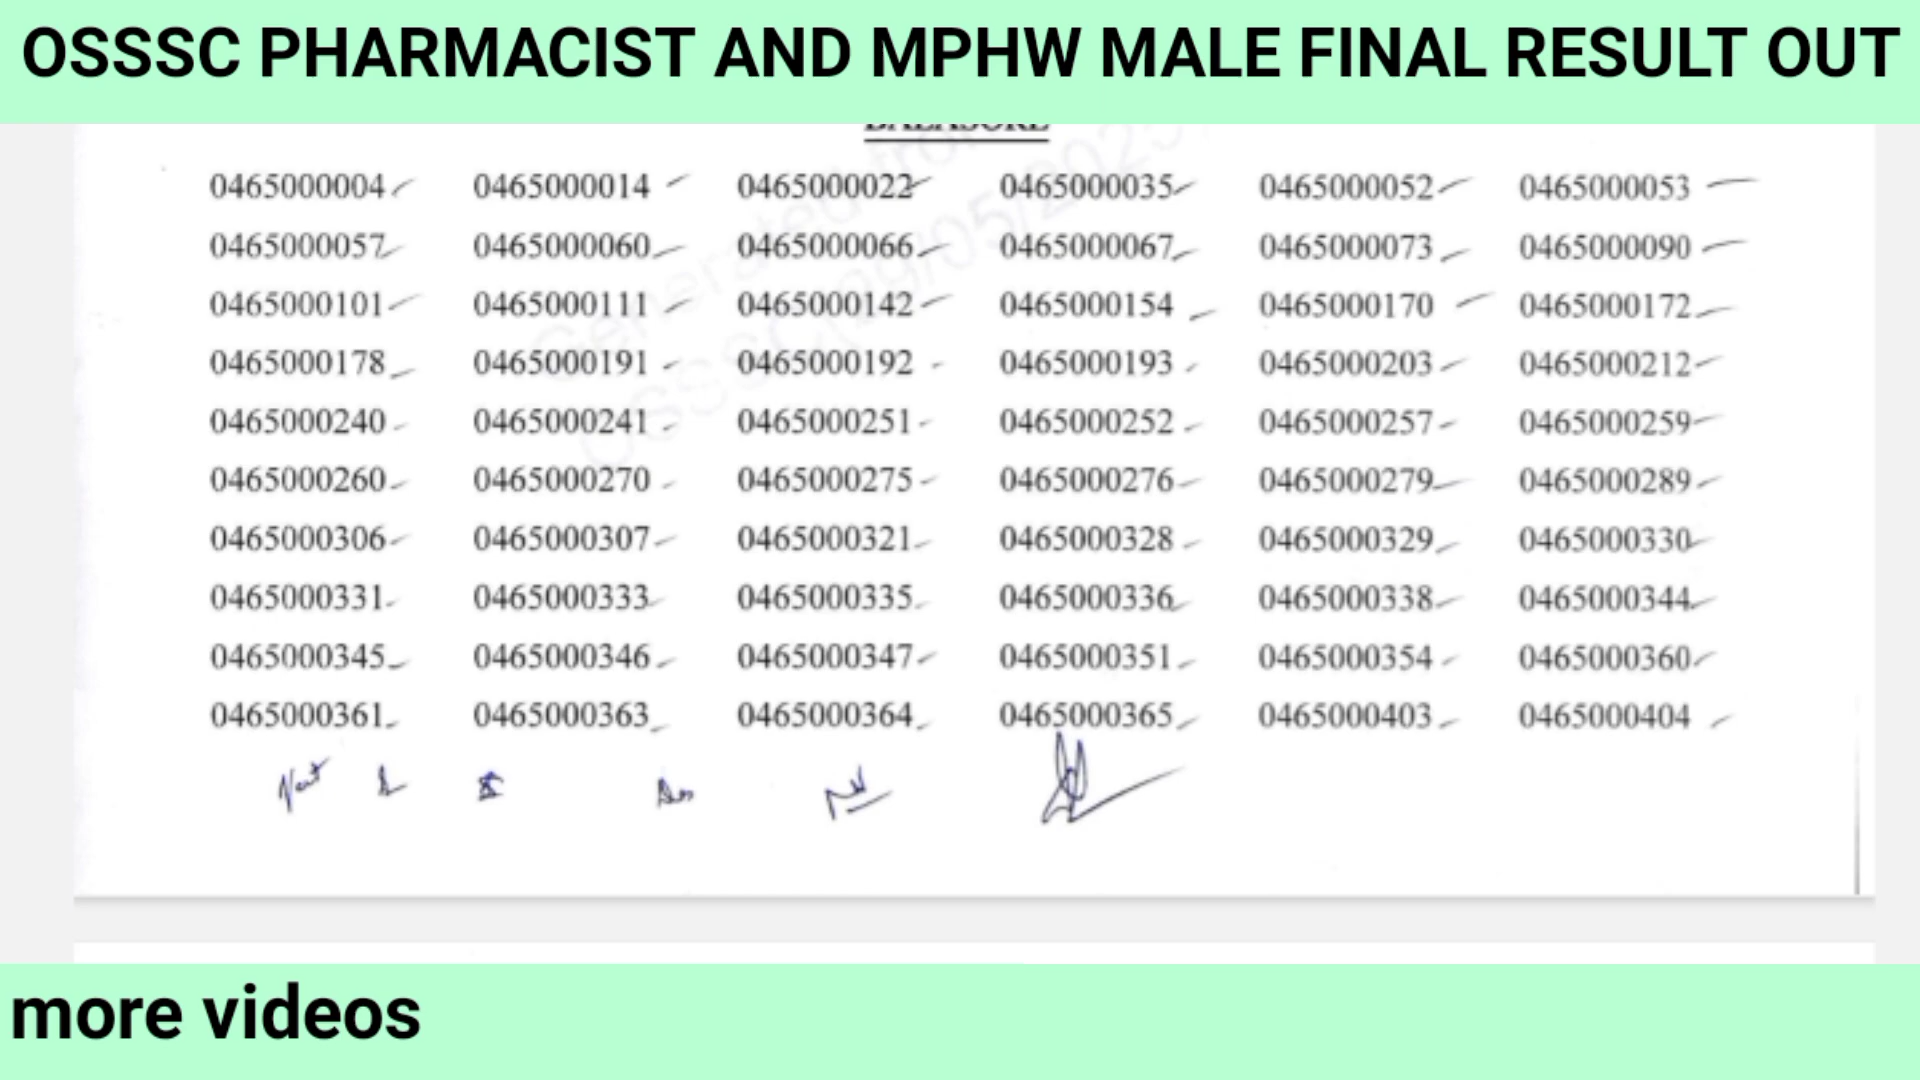 OSSSC PHARMACIST AND MPHW MALE FINAL RESULT OUT
BALASORE
0465000004 0465000014 0465000022 0465000035 0465000052 0465000053
0465000057 0465000060 0465000066 0465000067 0465000073 0465000090
0465000101 0465000111 0465000142 0465000154 0465000170 0465000172
0465000178 0465000191 0465000192 0465000193 0465000203 0465000212
0465000240 0465000241 0465000251 0465000252 0465000257 0465000259
0465000260 0465000270 0465000275 0465000276 0465000279 0465000289
0465000306 0465000307 0465000321 0465000328 0465000329 0465000330
0465000331 0465000333 0465000335 0465000336 0465000338 0465000344
0465000345 0465000346 0465000347 0465000351 0465000354 0465000360
0465000361 0465000363 0465000364 0465000365 0465000403 0465000404
more videos